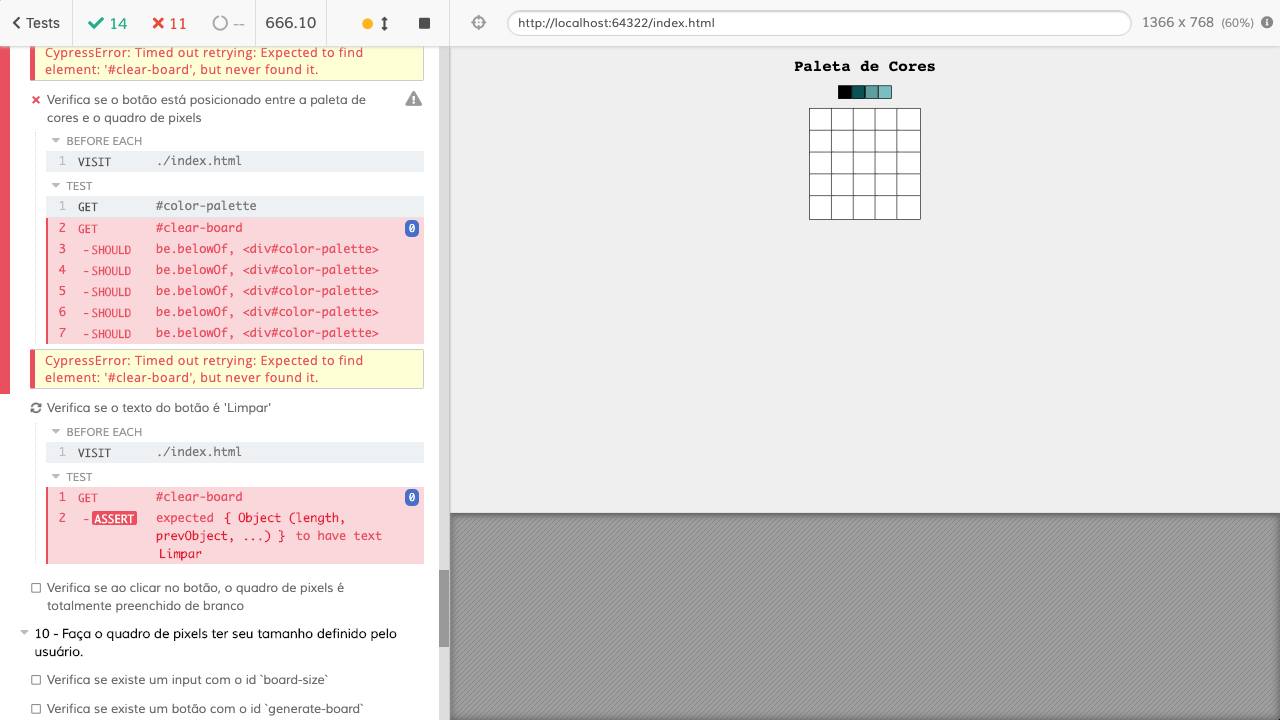 Tests 14 11 -- 666.10
http://localhost:64322/index.html 1366 x 768 (60%)
CypressError: Timed out retrying: Expected to find
element: '#clear-board', but never found it.
Verifica se o botão está posicionado entre a paleta de
cores e o quadro de pixels
BEFORE EACH
1 VISIT ./index.html
TEST
1 GET #color-palette
2 GET #clear-board 0
3 -SHOULD be.belowOf, <div#color-palette>
4 -SHOULD be.belowOf, <div#color-palette>
5 -SHOULD be.belowOf, <div#color-palette>
6 -SHOULD be.belowOf, <div#color-palette>
7 -SHOULD be.belowOf, <div#color-palette>
CypressError: Timed out retrying: Expected to find
element: '#clear-board', but never found it.
Verifica se o texto do botão é 'Limpar'
BEFORE EACH
1 VISIT ./index.html
TEST
1 GET #clear-board 0
2 -ASSERT expected { Object (length,
prevObject, ...) } to have text
Limpar
Verifica se ao clicar no botão, o quadro de pixels é
totalmente preenchido de branco
10 - Faça o quadro de pixels ter seu tamanho definido pelo
usuário.
Verifica se existe um input com o id `board-size`
Verifica se existe um botão com o id `generate-board`
Paleta de Cores